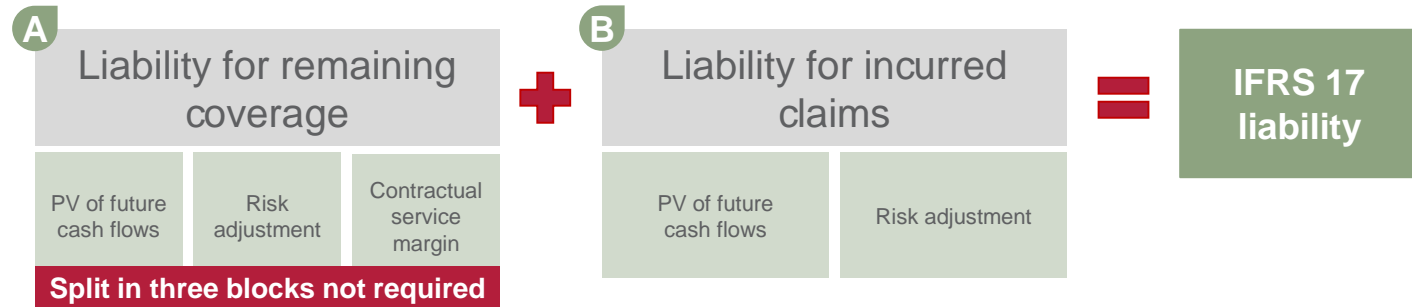 A
Liability for remaining
coverage
PV of future
cash flows
Risk
adjustment
Contractual
service
margin
Split in three blocks not required
B
Liability for incurred
claims
PV of future
cash flows
Risk adjustment
IFRS 17
liability